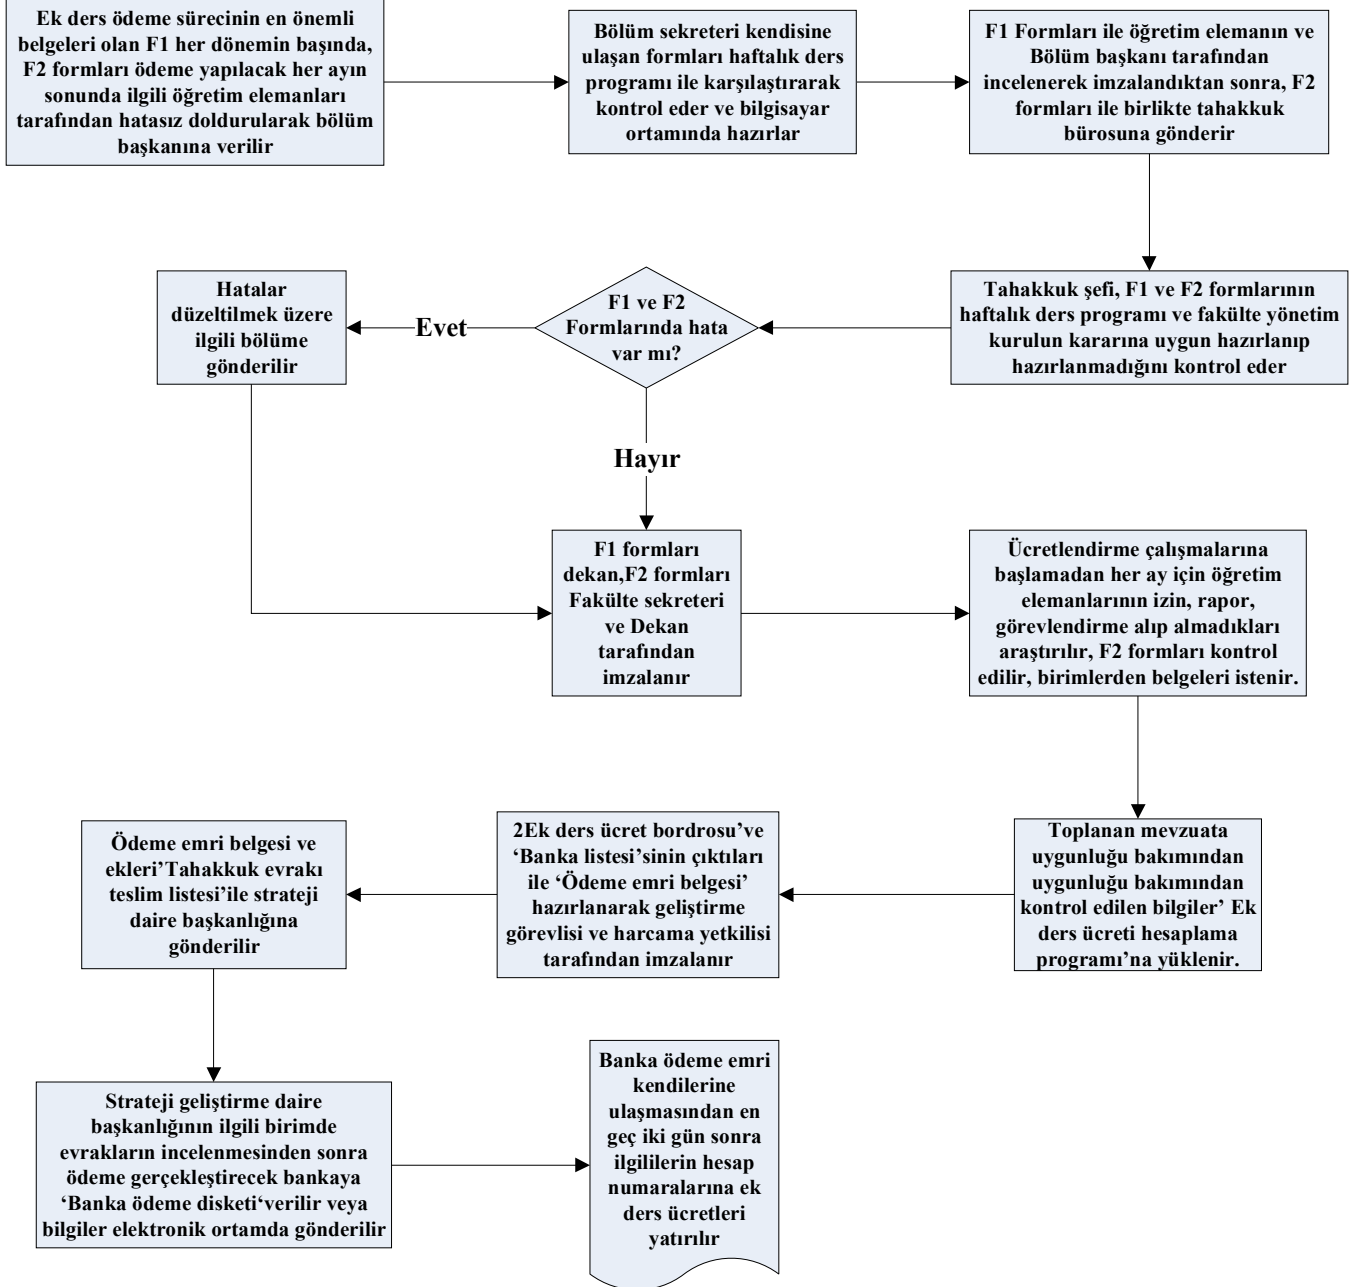 Ek ders ödeme sürecinin en önemli
belgeleri olan F1 her dönemin başında,
F2 formları ödeme yapılacak her ayın
sonunda ilgili öğretim elemanları
tarafından hatasız doldurularak bölüm
başkanına verilir
Bölüm sekreteri kendisine
ulaşan formları haftalık ders
programı ile karşılaştırarak
kontrol eder ve bilgisayar
ortamında hazırlar
F1 Formları ile öğretim elemanın ve
Bölüm başkanı tarafından
incelenerek imzalandıktan sonra, F2
formları ile birlikte tahakkuk
bürosuna gönderir
Tahakkuk şefi, F1 ve F2 formlarının
haftalık ders programı ve fakülte yönetim
kurulun kararına uygun hazırlanıp
hazırlanmadığını kontrol eder
F1 ve F2
Formlarında hata
var mı?
Evet
Hatalar
düzeltilmek üzere
ilgili bölüme
gönderilir
Hayır
F1 formları
dekan,F2 formları
Fakülte sekreteri
ve Dekan
tarafından
imzalanır
Ücretlendirme çalışmalarına
başlamadan her ay için öğretim
elemanlarının izin, rapor,
görevlendirme alıp almadıkları
araştırılır, F2 formları kontrol
edilir, birimlerden belgeleri istenir.
Toplanan mevzuata
uygunluğu bakımından
uygunluğu bakımından
kontrol edilen bilgiler’ Ek
ders ücreti hesaplama
programı’na yüklenir.
2Ek ders ücret bordrosu’ve
‘Banka listesi’sinin çıktıları
ile ‘Ödeme emri belgesi’
hazırlanarak geliştirme
görevlisi ve harcama yetkilisi
tarafından imzalanır
Ödeme emri belgesi ve
ekleri’Tahakkuk evrakı
teslim listesi’ile strateji
daire başkanlığına
gönderilir
Strateji geliştirme daire
başkanlığının ilgili birimde
evrakların incelenmesinden sonra
ödeme gerçekleştirecek bankaya
‘Banka ödeme disketi‘verilir veya
bilgiler elektronik ortamda gönderilir
Banka ödeme emri
kendilerine
ulaşmasından en
geç iki gün sonra
ilgililerin hesap
numaralarına ek
ders ücretleri
yatırılır